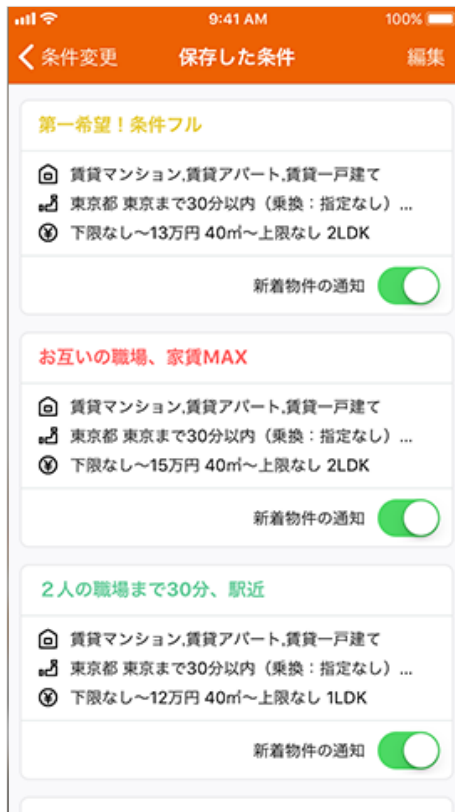 9:41 AM 100%
条件変更 保存した条件 編集
第一希望！条件フル
賃貸マンション,賃貸アパート,賃貸一戸建て
東京都 東京まで30分以内（乗換：指定なし）...
下限なし〜13万円 40㎡〜上限なし 2LDK
新着物件の通知
お互いの職場、家賃MAX
賃貸マンション,賃貸アパート,賃貸一戸建て
東京都 東京まで30分以内（乗換：指定なし）...
下限なし〜15万円 40㎡〜上限なし 2LDK
新着物件の通知
２人の職場まで30分、駅近
賃貸マンション,賃貸アパート,賃貸一戸建て
東京都 東京まで30分以内（乗換：指定なし）...
下限なし〜12万円 40㎡〜上限なし 1LDK
新着物件の通知